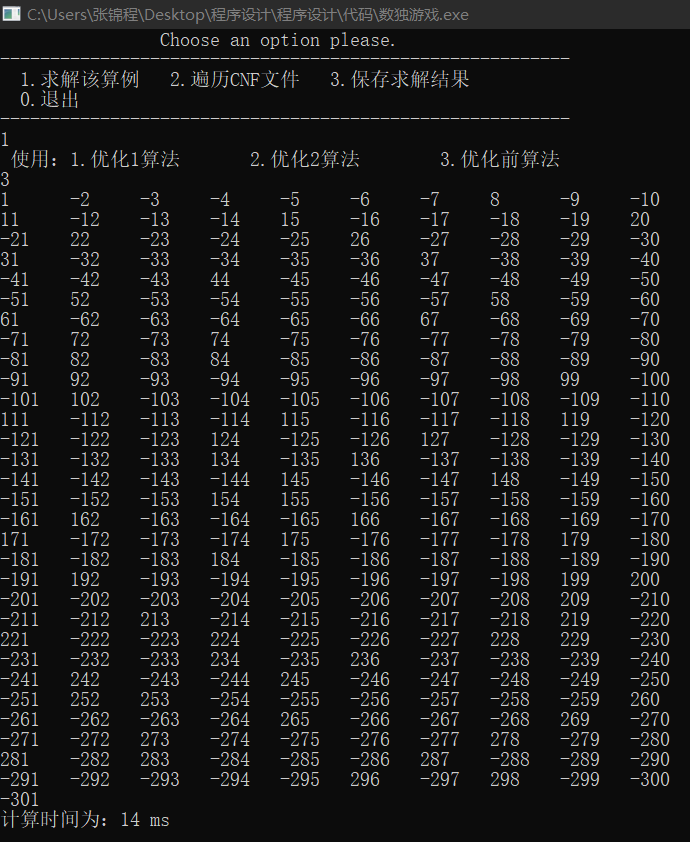 C:\Users\张锦程\Desktop\程序设计\程序设计\代码\数独游戏.exe
Choose an option please.
---------------------------------------------------------
1.求解该算例 2.遍历CNF文件 3.保存求解结果
0.退出
---------------------------------------------------------
1
使用：1.优化1算法 2.优化2算法 3.优化前算法
3
1 -2 -3 -4 -5 -6 -7 8 -9 -10
11 -12 -13 -14 15 -16 -17 -18 -19 20
-21 22 -23 -24 -25 26 -27 -28 -29 -30
31 -32 -33 -34 -35 -36 37 -38 -39 -40
-41 -42 -43 44 -45 -46 -47 -48 -49 -50
-51 52 -53 -54 -55 -56 -57 58 -59 -60
61 -62 -63 -64 -65 -66 67 -68 -69 -70
-71 72 -73 74 -75 -76 -77 -78 -79 -80
-81 82 -83 84 -85 -86 -87 -88 -89 -90
-91 92 -93 -94 -95 -96 -97 -98 99 -100
-101 102 -103 -104 -105 -106 -107 -108 -109 -110
111 -112 -113 -114 115 -116 -117 -118 119 -120
-121 -122 -123 124 -125 -126 127 -128 -129 -130
-131 -132 -133 134 -135 136 -137 -138 -139 -140
-141 -142 -143 -144 145 -146 -147 148 -149 -150
-151 -152 -153 154 155 -156 -157 -158 -159 -160
-161 162 -163 -164 -165 166 -167 -168 -169 -170
171 -172 -173 -174 175 -176 -177 -178 179 -180
-181 -182 -183 184 -185 -186 -187 -188 -189 -190
-191 192 -193 -194 -195 -196 -197 -198 199 200
-201 -202 -203 -204 -205 -206 -207 -208 209 -210
-211 -212 213 -214 -215 -216 -217 -218 219 -220
221 -222 -223 224 -225 -226 -227 228 229 -230
-231 -232 -233 234 -235 236 -237 -238 -239 -240
-241 242 -243 -244 245 -246 -247 -248 -249 -250
-251 252 253 -254 -255 -256 -257 -258 -259 260
-261 -262 -263 -264 265 -266 -267 -268 269 -270
-271 -272 273 -274 -275 -276 -277 278 -279 -280
281 -282 283 -284 -285 -286 287 -288 -289 -290
-291 -292 -293 -294 -295 296 -297 298 -299 -300
-301
计算时间为：14 ms